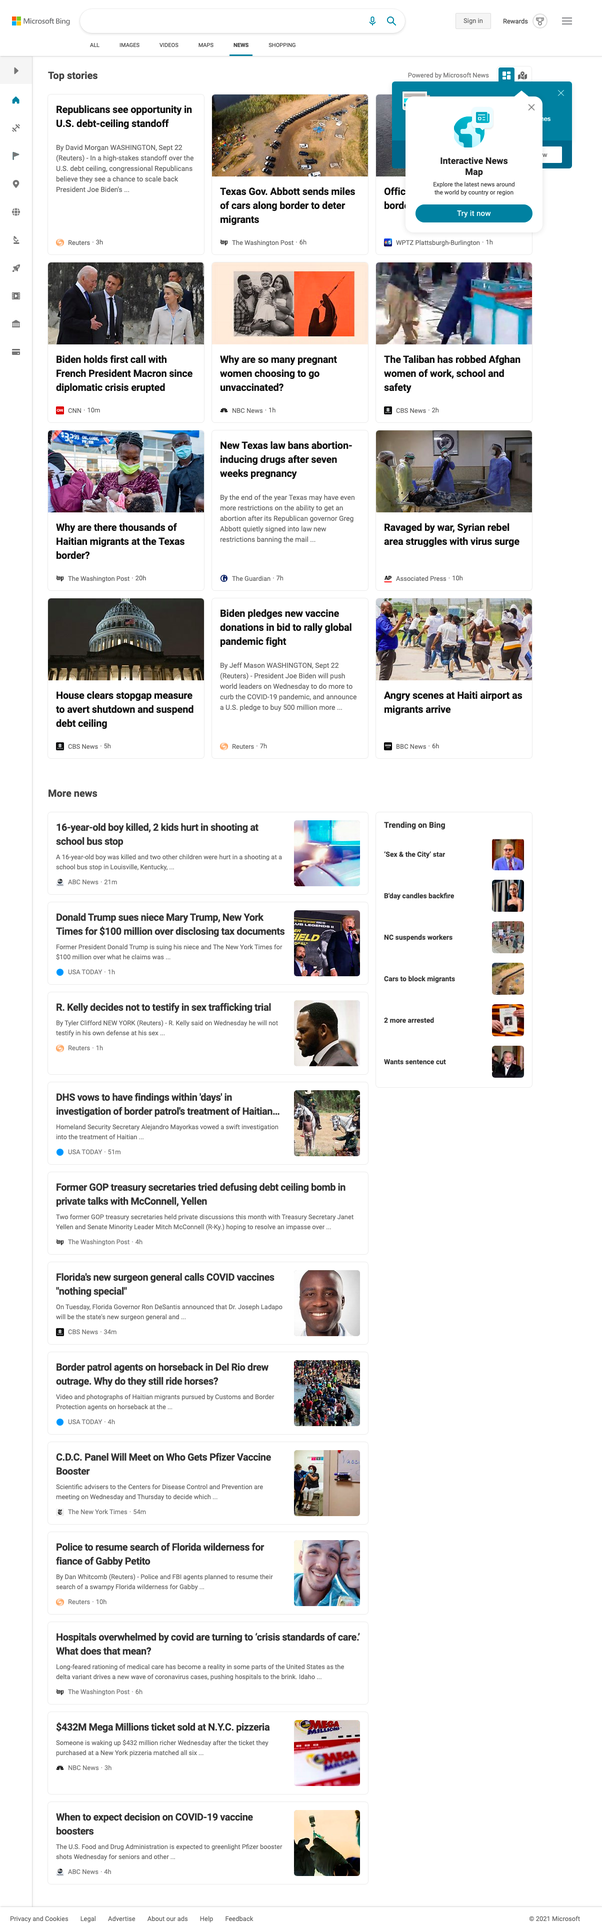 Microsoft Bing
Sign in
Rewards
ALL
IMAGES
VIDEOS
MAPS
NEWS
SHOPPING
Top stories
Powered by Microsoft News
Interactive News
Map
Explore the latest news around
the world by country or region
Try it now
Republicans see opportunity in
U.S. debt-ceiling standoff
By David Morgan WASHINGTON, Sept 22
(Reuters) - In a high-stakes standoff over the
U.S. debt ceiling, congressional Republicans
believe they see a chance to scale back
President Joe Biden's ...
Reuters · 3h
Texas Gov. Abbott sends miles
of cars along border to deter
migrants
The Washington Post · 6h
Offic
borde
WPTZ Plattsburgh-Burlington · 1h
Biden holds first call with
French President Macron since
diplomatic crisis erupted
CNN · 10m
Why are so many pregnant
women choosing to go
unvaccinated?
NBC News · 1h
The Taliban has robbed Afghan
women of work, school and
safety
CBS News · 2h
Why are there thousands of
Haitian migrants at the Texas
border?
The Washington Post · 20h
New Texas law bans abortion-
inducing drugs after seven
weeks pregnancy
By the end of the year Texas may have even
more restrictions on the ability to get an
abortion after its Republican governor Greg
Abbott quietly signed into law new
restrictions banning the mail ...
The Guardian · 7h
Ravaged by war, Syrian rebel
area struggles with virus surge
AP
Associated Press · 10h
House clears stopgap measure
to avert shutdown and suspend
debt ceiling
CBS News · 5h
Biden pledges new vaccine
donations in bid to rally global
pandemic fight
By Jeff Mason WASHINGTON, Sept 22
(Reuters) - President Joe Biden will push
world leaders on Wednesday to do more to
curb the COVID-19 pandemic, and announce
a U.S. pledge to buy 500 million more ...
Reuters · 7h
Angry scenes at Haiti airport as
migrants arrive
BBC News · 6h
More news
16-year-old boy killed, 2 kids hurt in shooting at
school bus stop
A 16-year-old boy was killed and two other children were hurt in a shooting at a
school bus stop in Louisville, Kentucky, ...
ABC News · 21m
Donald Trump sues niece Mary Trump, New York
Times for $100 million over disclosing tax documents
Former President Donald Trump is suing his niece and The New York Times for
$100 million over what he claims was ...
USA TODAY · 1h
R. Kelly decides not to testify in sex trafficking trial
By Tyler Clifford NEW YORK (Reuters) - R. Kelly said on Wednesday he will not
testify in his own defense at his sex ...
Reuters · 1h
DHS vows to have findings within 'days' in
investigation of border patrol's treatment of Haitian...
Homeland Security Secretary Alejandro Mayorkas vowed a swift investigation
into the treatment of Haitian ...
USA TODAY · 51m
Former GOP treasury secretaries tried defusing debt ceiling bomb in
private talks with McConnell, Yellen
Two former GOP treasury secretaries held private discussions this month with Treasury Secretary Janet
Yellen and Senate Minority Leader Mitch McConnell (R-Ky.) hoping to resolve an impasse over ...
The Washington Post · 4h
Florida's new surgeon general calls COVID vaccines
"nothing special"
On Tuesday, Florida Governor Ron DeSantis announced that Dr. Joseph Ladapo
will be the state's new surgeon general and ...
CBS News · 34m
Border patrol agents on horseback in Del Rio drew
outrage. Why do they still ride horses?
Video and photographs of Haitian migrants pursued by Customs and Border
Protection agents on horseback at the ...
USA TODAY · 4h
C.D.C. Panel Will Meet on Who Gets Pfizer Vaccine
Booster
Scientific advisers to the Centers for Disease Control and Prevention are
meeting on Wednesday and Thursday to decide which ...
The New York Times · 54m
Police to resume search of Florida wilderness for
fiance of Gabby Petito
By Dan Whitcomb (Reuters) - Police and FBI agents planned to resume their
search of a swampy Florida wilderness for Gabby ...
Reuters · 10h
Hospitals overwhelmed by covid are turning to 'crisis standards of care.'
What does that mean?
Long-feared rationing of medical care has become a reality in some parts of the United States as the
delta variant drives a new wave of coronavirus cases, pushing hospitals to the brink. Idaho ...
The Washington Post · 6h
$432M Mega Millions ticket sold at N.Y.C. pizzeria
Someone is waking up $432 million richer Wednesday after the ticket they
purchased at a New York pizzeria matched all six ...
NBC News · 3h
When to expect decision on COVID-19 vaccine
boosters
The U.S. Food and Drug Administration is expected to greenlight Pfizer booster
shots Wednesday for seniors and other ...
ABC News · 4h
Trending on Bing
'Sex & the City' star
B'day candles backfire
NC suspends workers
Cars to block migrants
2 more arrested
Wants sentence cut
Privacy and Cookies
Legal
Advertise
About our ads
Help
Feedback
© 2021 Microsoft